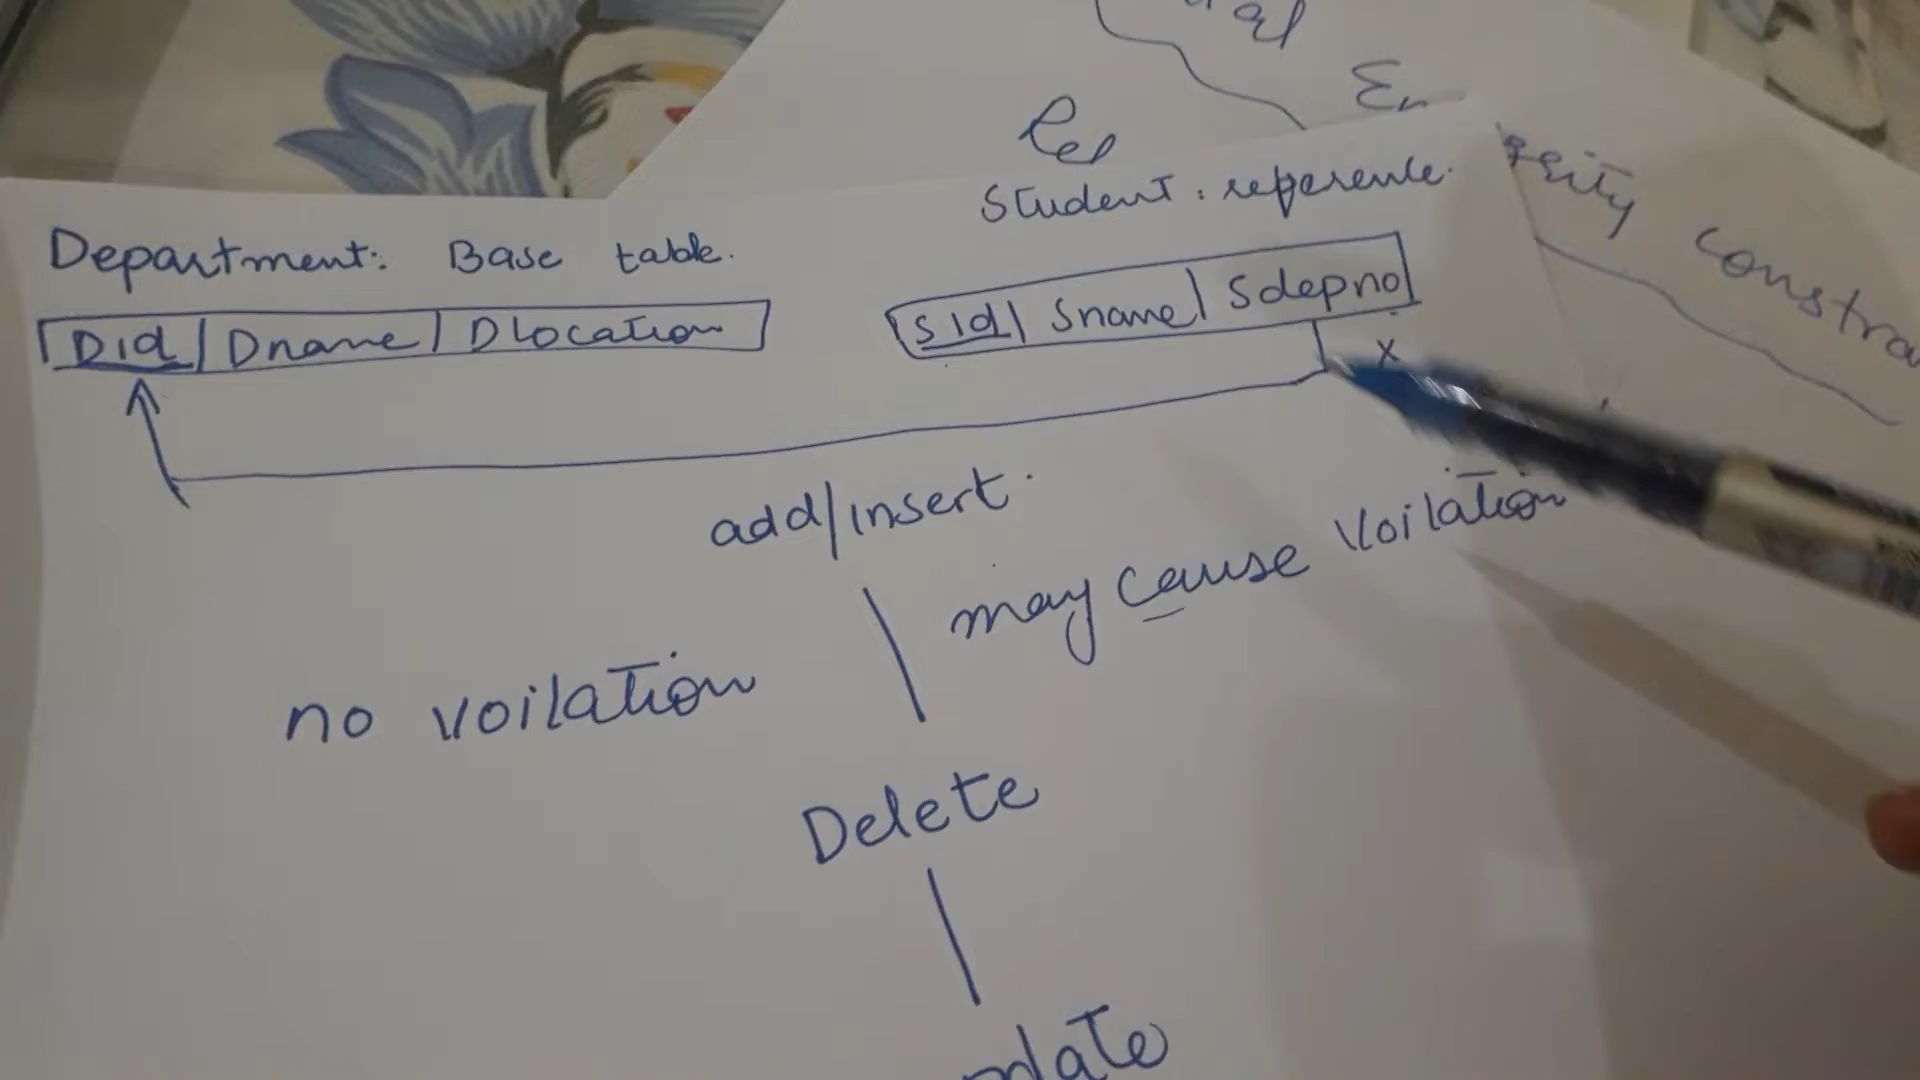 Department: Base table.
Did | Dname | Dlocation
Student: reference.
Sid | Sname | Sdepno
x
add/insert
no voilation
may cause voilation
Delete
constra